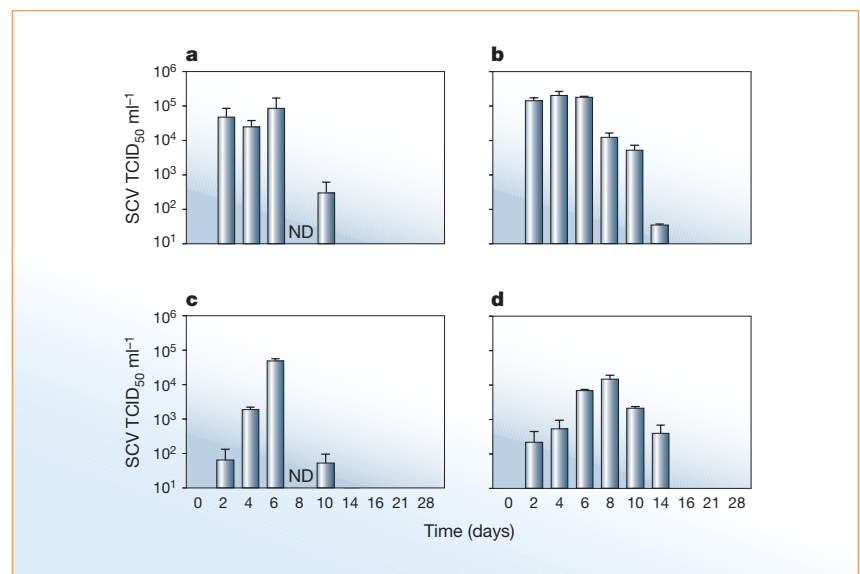 a
b
SCV TCID₅₀ ml⁻¹
10⁶
10⁵
10⁴
10³
10²
10¹
ND
c
d
SCV TCID₅₀ ml⁻¹
10⁶
10⁵
10⁴
10³
10²
10¹
ND
0 2 4 6 8 10 14 16 21 28
0 2 4 6 8 10 14 16 21 28
Time (days)